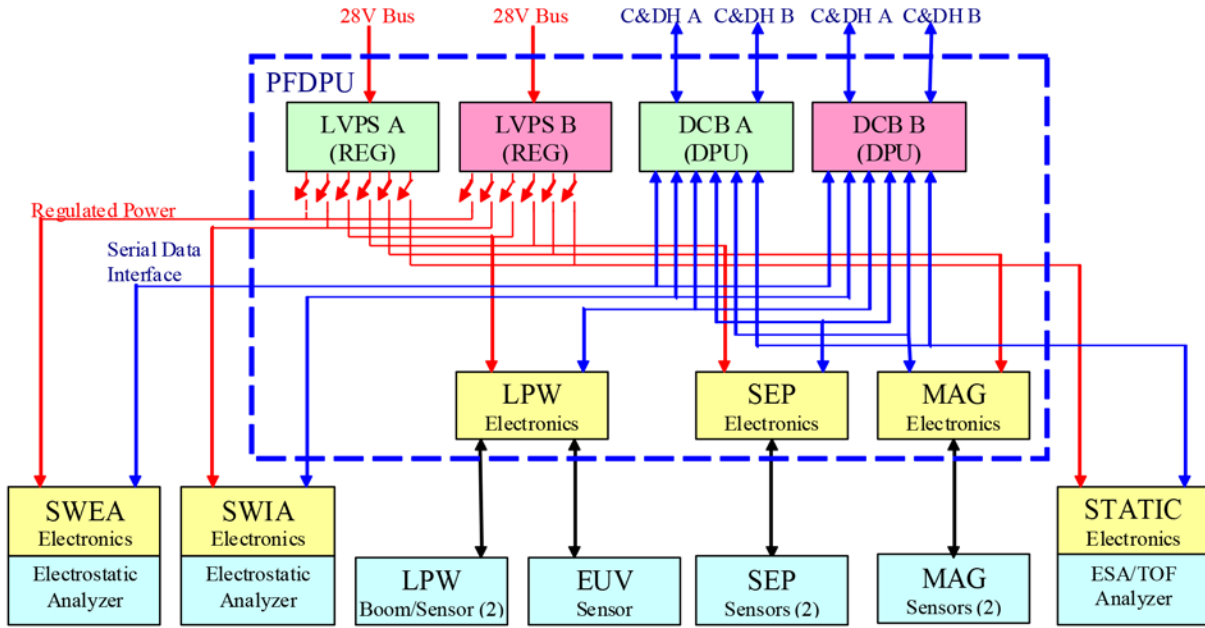 28V Bus
28V Bus
C&DH A
C&DH B
C&DH A
C&DH B
PFDPU
LVPS A
(REG)
LVPS B
(REG)
DCB A
(DPU)
DCB B
(DPU)
Regulated Power
Serial Data
Interface
LPW
Electronics
SEP
Electronics
MAG
Electronics
SWEA
Electronics
Electrostatic
Analyzer
SWIA
Electronics
Electrostatic
Analyzer
LPW
Boom/Sensor (2)
EUV
Sensor
SEP
Sensors (2)
MAG
Sensors (2)
STATIC
Electronics
ESA/TOF
Analyzer